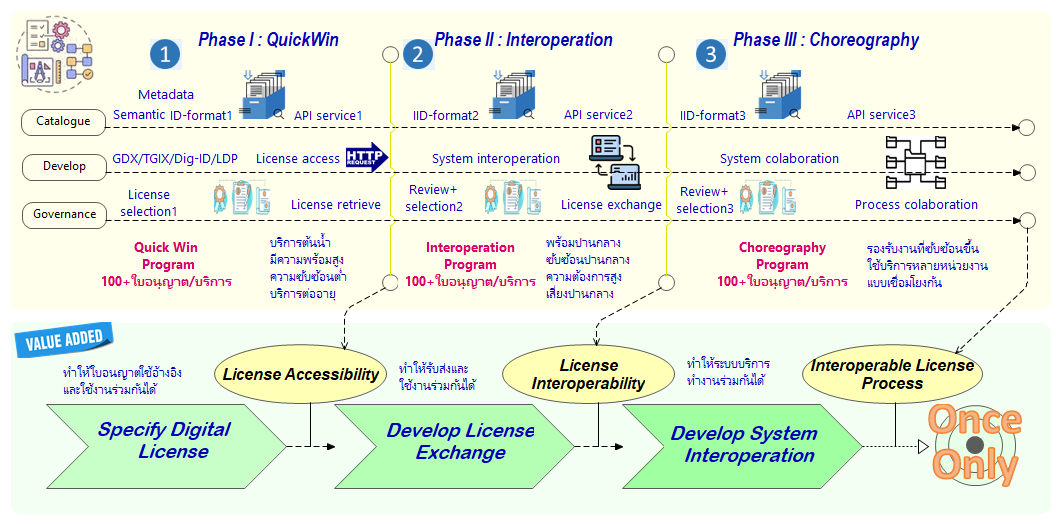 Phase I : QuickWin
Phase II : Interoperation
Phase III : Choreography
1
2
3
Metadata
Catalogue
Semantic ID-format1
API service1
IID-format2
API service2
IID-format3
API service3
Develop
GDX/TGIX/Dig-ID/LDP
License access
HTTP
REQUEST
System interoperation
System colaboration
Governance
License
selection1
License retrieve
Review+
selection2
License exchange
Review+
selection3
Process colaboration
Quick Win
Program
100+ใบอนุญาต/บริการ
บริการต้นน้ำ
มีความพร้อมสูง
ความซับซ้อนต่ำ
บริการต่ออายุ
Interoperation
Program
100+ใบอนุญาต/บริการ
พร้อมปานกลาง
ซับซ้อนปานกลาง
ความต้องการสูง
เสี่ยงปานกลาง
Choreography
Program
100+ใบอนุญาต/บริการ
รองรับงานที่ซับซ้อนขึ้น
ใช้บริการหลายหน่วยงาน
แบบเชื่อมโยงกัน
VALUE ADDED
ทำให้ใบอนุญาตใช้อ้างอิง
และใช้งานร่วมกันได้
License Accessibility
ทำให้รับส่งและ
ใช้งานร่วมกันได้
License
Interoperability
ทำให้ระบบบริการ
ทำงานร่วมกันได้
Interoperable License
Process
Specify Digital
License
Develop License
Exchange
Develop System
Interoperation
Once
Only